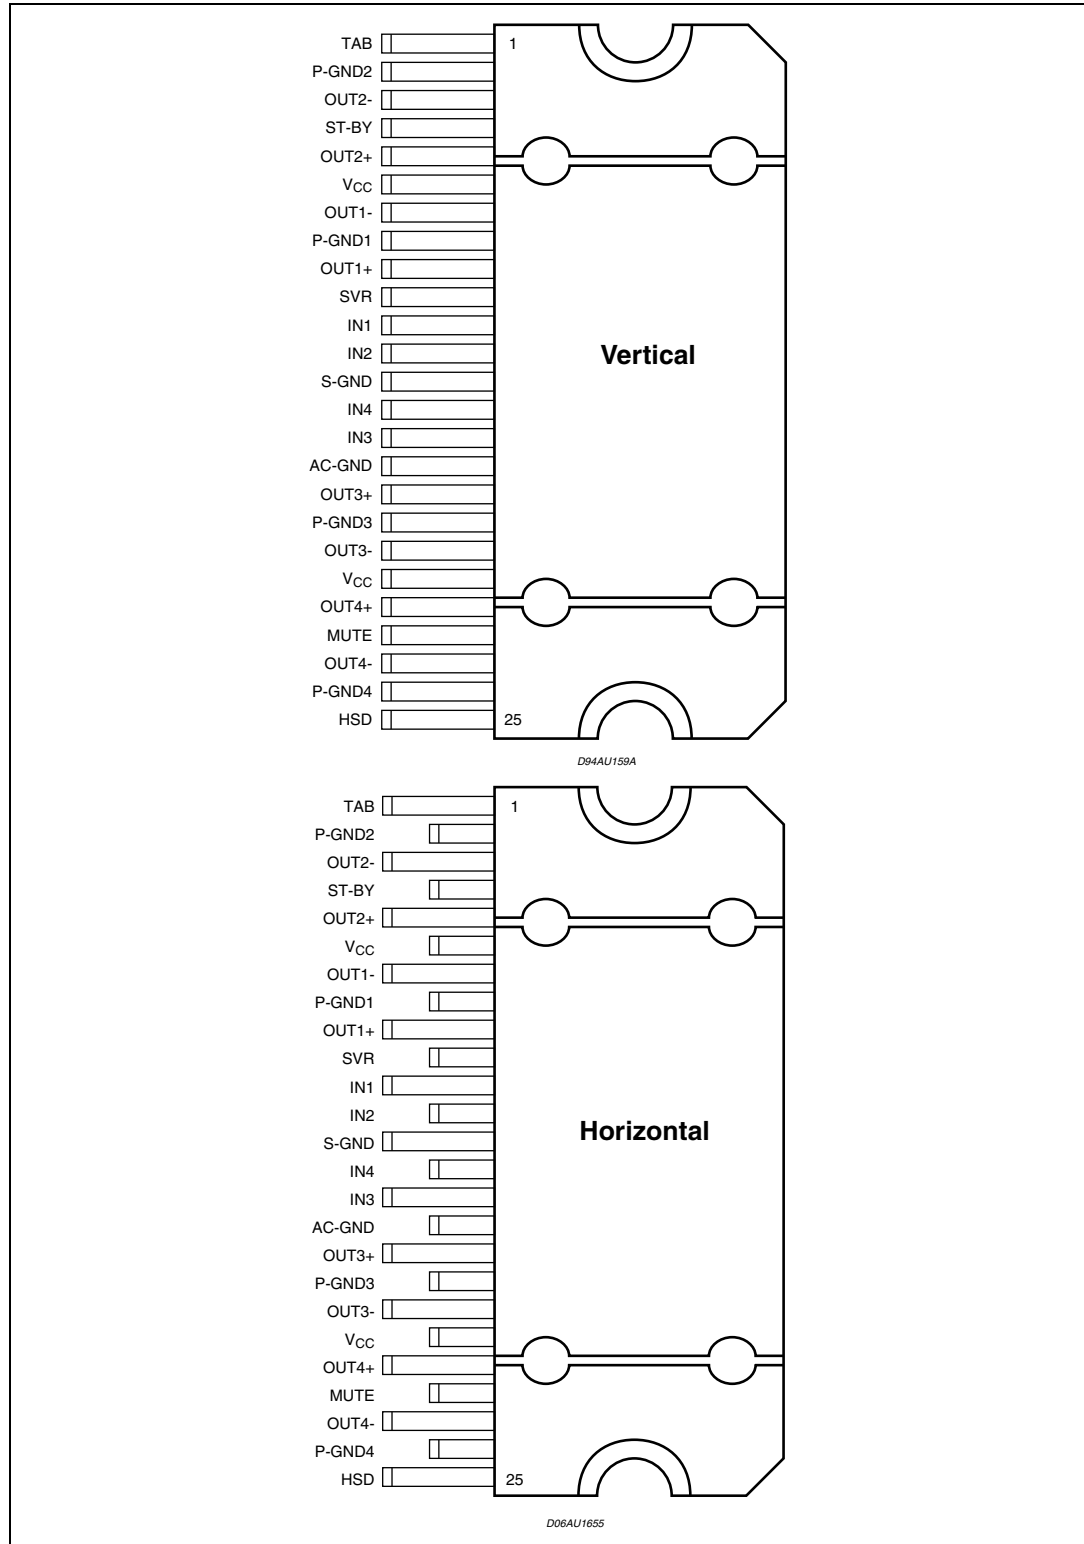 TAB 1
P-GND2
OUT2-
ST-BY
OUT2+
VCC
OUT1-
P-GND1
OUT1+
SVR
IN1
IN2
Vertical
S-GND
IN4
IN3
AC-GND
OUT3+
P-GND3
OUT3-
VCC
OUT4+
MUTE
OUT4-
P-GND4
HSD 25
D94AU159A
TAB 1
P-GND2
OUT2-
ST-BY
OUT2+
VCC
OUT1-
P-GND1
OUT1+
SVR
IN1
IN2
Horizontal
S-GND
IN4
IN3
AC-GND
OUT3+
P-GND3
OUT3-
VCC
OUT4+
MUTE
OUT4-
P-GND4
HSD 25
D06AU1655